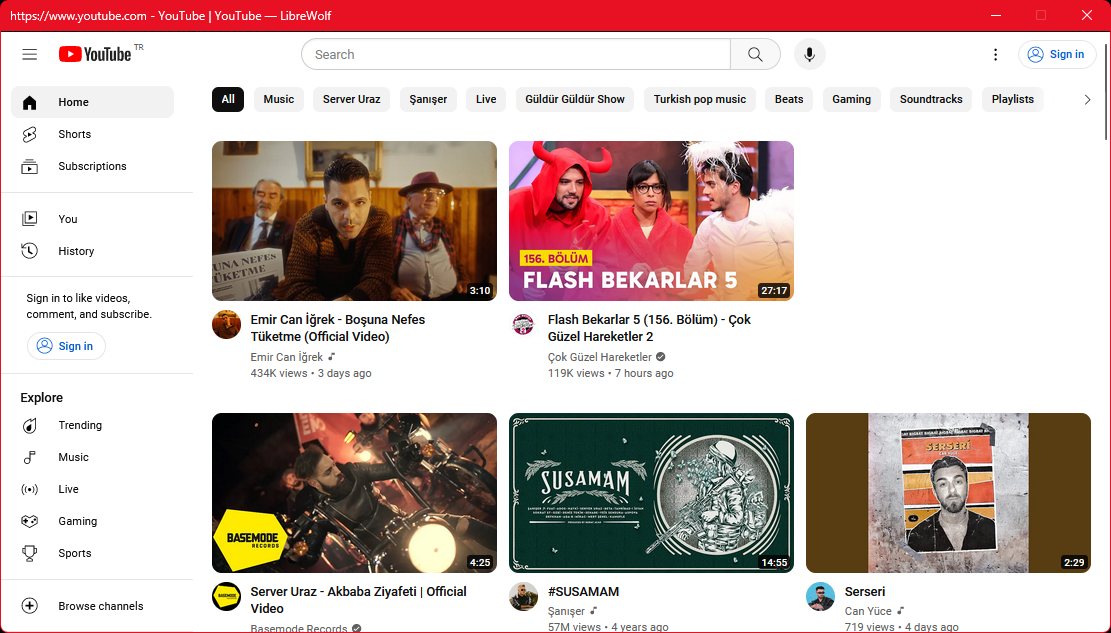 https://www.youtube.com - YouTube | YouTube — LibreWolf
YouTube TR
Search
Sign in
Home
Shorts
Subscriptions
You
History
Sign in to like videos,
comment, and subscribe.
Sign in
Explore
Trending
Music
Live
Gaming
Sports
Browse channels
All
Music
Server Uraz
Şanışer
Live
Güldür Güldür Show
Turkish pop music
Beats
Gaming
Soundtracks
Playlists
UNA NEFES
ÜKETME
3:10
Emir Can İğrek - Boşuna Nefes
Tüketme (Official Video)
Emir Can İğrek
434K views • 3 days ago
156. BÖLÜM
FLASH BEKARLAR 5
27:17
Flash Bekarlar 5 (156. Bölüm) - Çok
Güzel Hareketler 2
Çok Güzel Hareketler
119K views • 7 hours ago
BASEMODE
RECORDS
4:25
Server Uraz - Akbaba Ziyafeti | Official
Video
Basemode Records
SUSAMAM
14:55
#SUSAMAM
Şanışer
57M views • 4 years ago
SERSERİ
CAN YÜCE
2:29
Serseri
Can Yüce
719 views • 4 days ago